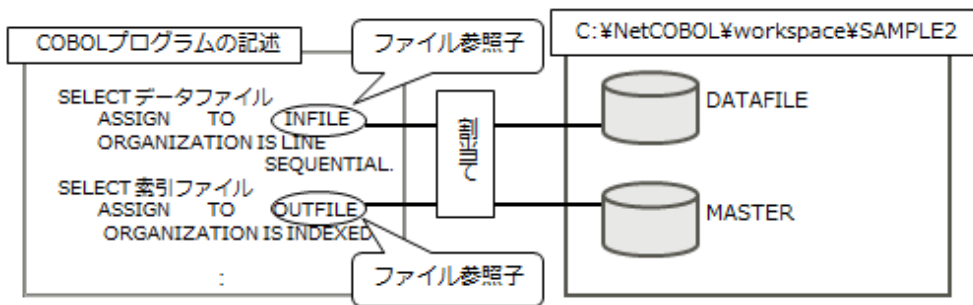 COBOLプログラムの記述
ファイル参照子
SELECT データファイル
ASSIGN TO INFILE
ORGANIZATION IS LINE
SEQUENTIAL.
SELECT 索引ファイル
ASSIGN TO OUTFILE
ORGANIZATION IS INDEXED
:
ファイル参照子
割当て
C:¥NetCOBOL¥workspace¥SAMPLE2
DATAFILE
MASTER